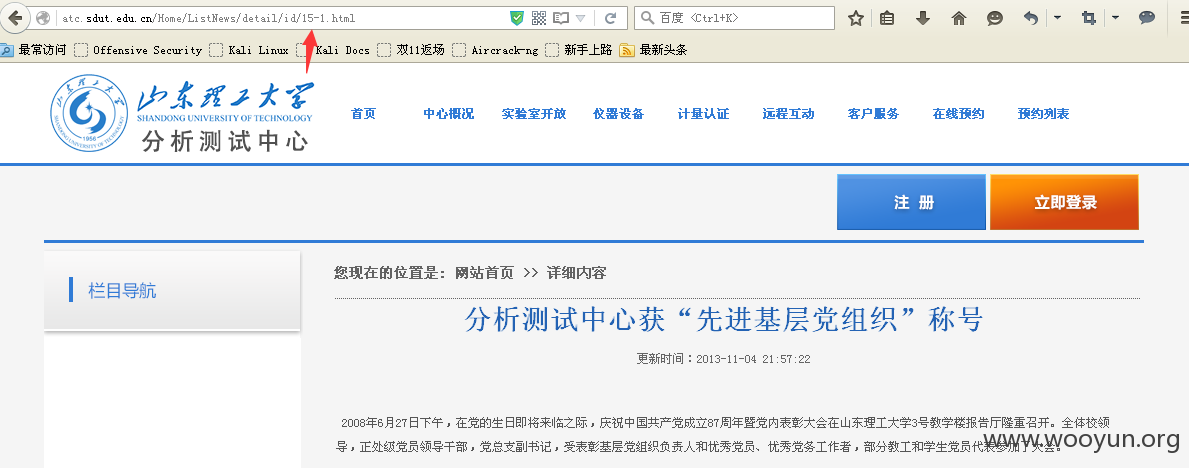 atc.sdut.edu.cn/Home/ListNews/detail/id/15-1.html
百度 <Ctrl+K>
最常访问 Offensive Security Kali Linux Kali Docs 双11返场 Aircrack-ng 新手上路 最新头条
山东理工大学
SHANDONG UNIVERSITY OF TECHNOLOGY
分析测试中心
首页 中心概况 实验室开放 仪器设备 计量认证 远程互动 客户服务 在线预约 预约列表
注 册 立即登录
栏目导航
您现在的位置是: 网站首页 >> 详细内容
分析测试中心获“先进基层党组织”称号
更新时间：2013-11-04 21:57:22
2008年6月27日下午，在党的生日即将来临之际，庆祝中国共产党成立87周年暨党内表彰大会在山东理工大学3号教学楼报告厅隆重召开。全体校领
导，正处级党员领导干部，党总支副书记，受表彰基层党组织负责人和优秀党员、优秀党务工作者，部分教工和学生党员代表参加了大会。
www.wooyun.org